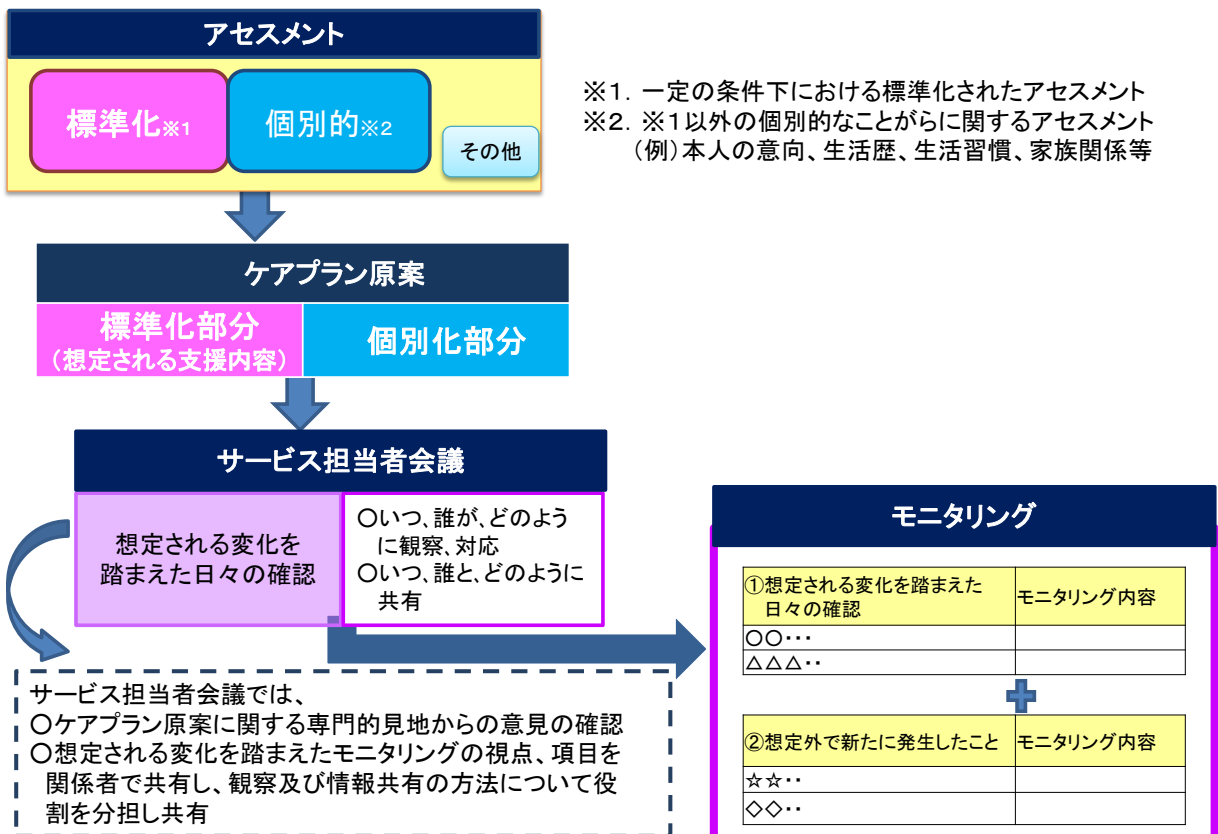 アセスメント
標準化※1
個別的※2
その他
※1. 一定の条件下における標準化されたアセスメント
※2. ※1以外の個別的なことがらに関するアセスメント
(例)本人の意向、生活歴、生活習慣、家族関係等
ケアプラン原案
標準化部分
(想定される支援内容)
個別化部分
サービス担当者会議
想定される変化を
踏まえた日々の確認
○いつ、誰が、どのよう
に観察、対応
○いつ、誰と、どのように
共有
サービス担当者会議では、
○ケアプラン原案に関する専門的見地からの意見の確認
○想定される変化を踏まえたモニタリングの視点、項目を
関係者で共有し、観察及び情報共有の方法について役
割を分担し共有
モニタリング
①想定される変化を踏まえた
日々の確認
モニタリング内容
○○・・・
△△△・・
②想定外で新たに発生したこと
モニタリング内容
☆☆・・
◇◇・・